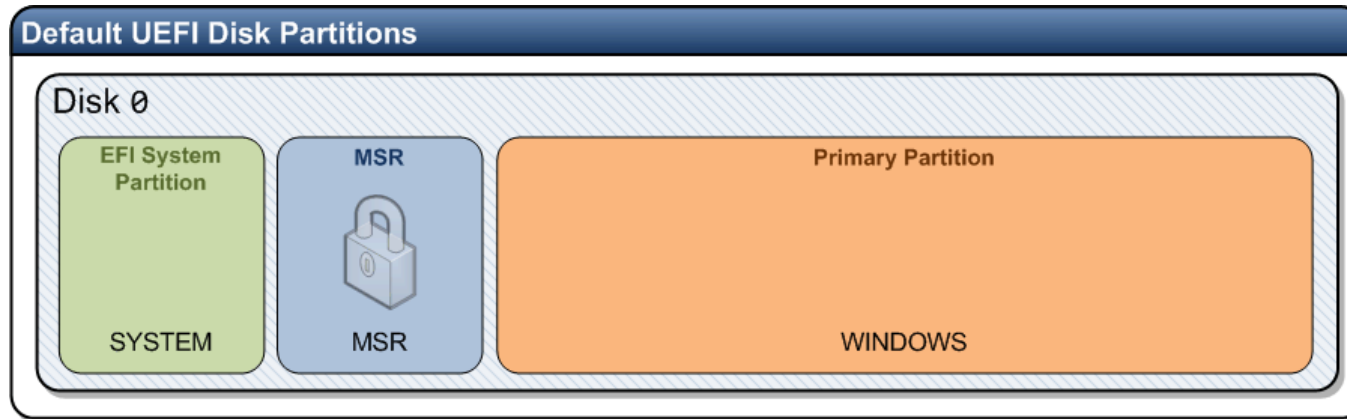 Default UEFI Disk Partitions
Disk 0
EFI System
Partition
MSR
Primary Partition
SYSTEM
MSR
WINDOWS